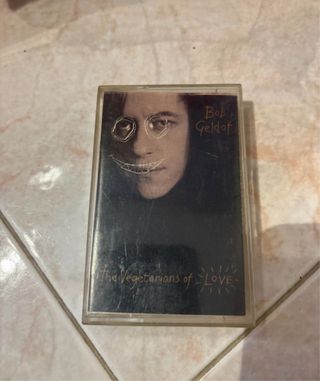 Bob
Geldof
The Vegetarians of LOVE